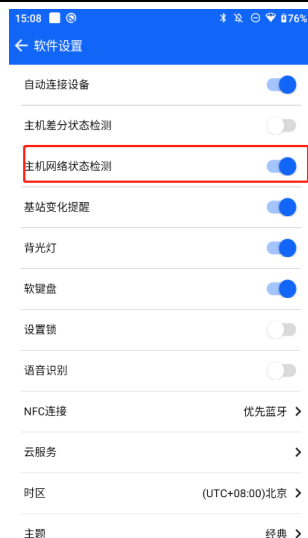 15:08 76%
软件设置
自动连接设备
主机差分状态检测
主机网络状态检测
基站变化提醒
背光灯
软键盘
设置锁
语音识别
NFC连接 优先蓝牙
云服务
时区 (UTC+08:00)北京
主题 经典